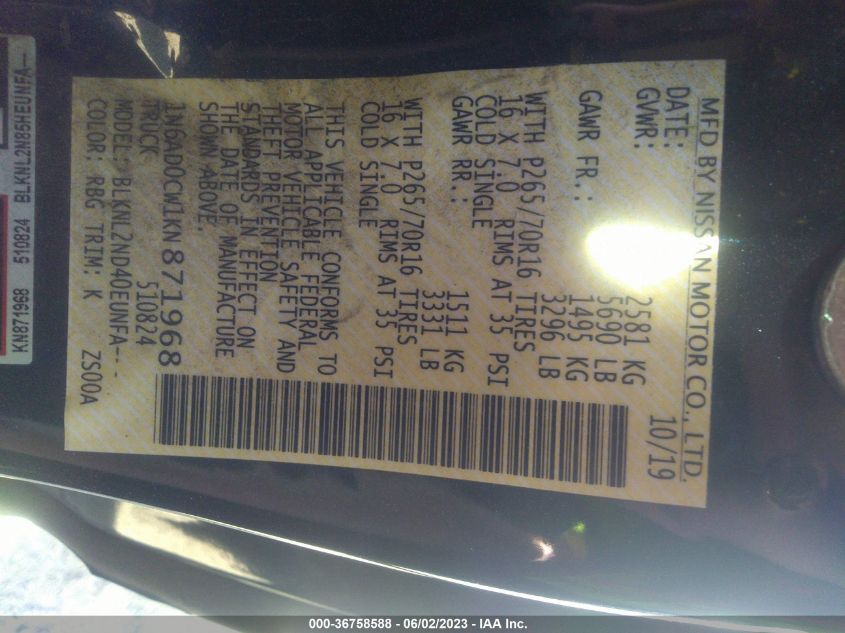 MFD BY NISSAN MOTOR CO., LTD.
DATE: 10/19
GVWR: 2581 KG
5690 LB
GAWR FR.: 1495 KG
3296 LB
WITH P265/70R16 TIRES
16 X 7.0 RIMS AT 35 PSI
COLD SINGLE
GAWR RR.: 1511 KG
3331 LB
WITH P265/70R16 TIRES
16 X 7.0 RIMS AT 35 PSI
COLD SINGLE
THIS VEHICLE CONFORMS TO
ALL APPLICABLE FEDERAL
MOTOR VEHICLE SAFETY AND
THEFT PREVENTION
STANDARDS IN EFFECT ON
THE DATE OF MANUFACTURE
SHOWN ABOVE.
1N6AD0CW1KN871968
TRUCK 510824
MODEL: BLKNL2ND40EUNFA---
COLOR: RBG TRIM: K ZS00A
KN871968 510824 BLKNL2N85HEUNFA—
000-36758588 - 06/02/2023 - IAA Inc.